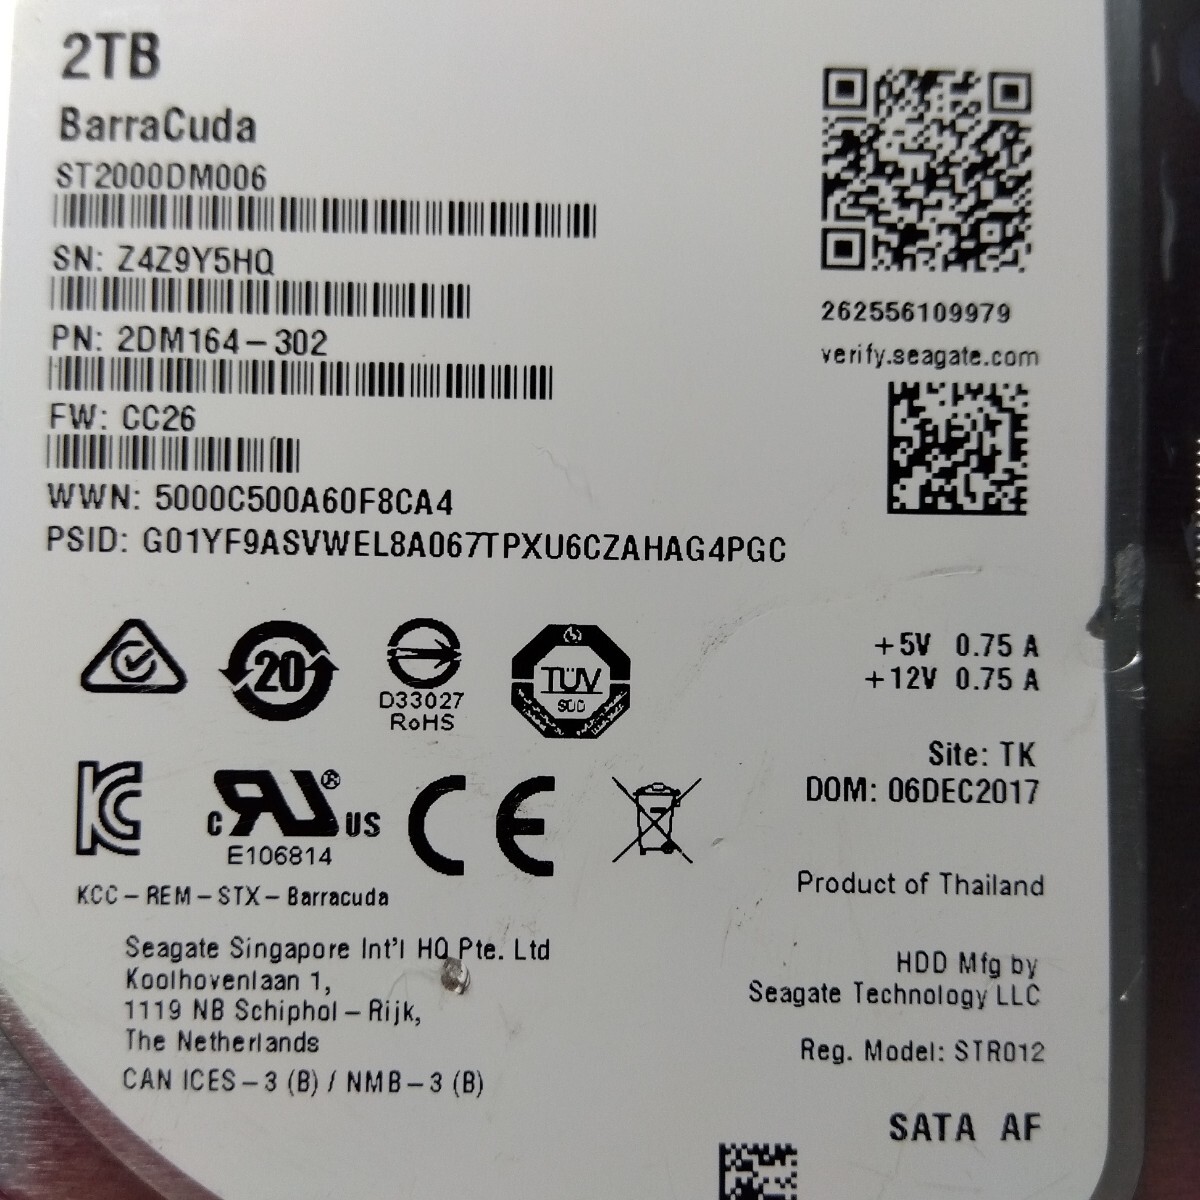 2TB
BarraCuda
ST2000DM006
SN: Z4Z9Y5HQ
PN: 2DM164-302
FW: CC26
WWN: 5000C500A60F8CA4
PSID: G01YF9ASVWEL8A067TPXU6CZAHAG4PGC
262556109979
verify.seagate.com
20
D33027
RoHS
TÜV
SÜD
+5V 0.75 A
+12V 0.75 A
Site: TK
DOM: 06DEC2017
c US
E106814
CE
KCC-REM-STX-Barracuda
Product of Thailand
Seagate Singapore Int'l HQ Pte. Ltd
Koolhovenlaan 1,
1119 NB Schiphol-Rijk,
The Netherlands
CAN ICES-3 (B) / NMB-3 (B)
HDD Mfg by
Seagate Technology LLC
Reg. Model: STR012
SATA AF